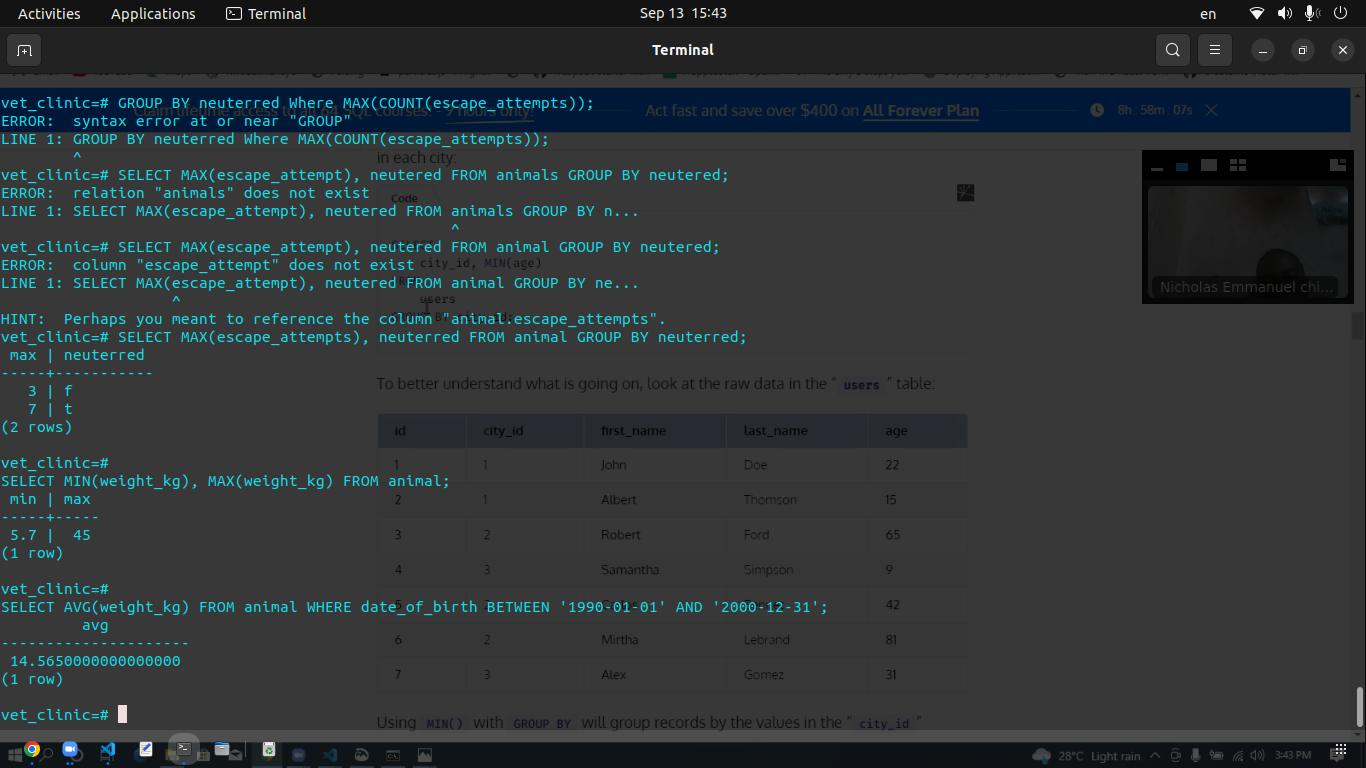 Activities Applications Terminal Sep 13 15:43 en
Terminal
vet_clinic=# GROUP BY neuterred Where MAX(COUNT(escape_attempts));
ERROR:  syntax error at or near "GROUP"
LINE 1: GROUP BY neuterred Where MAX(COUNT(escape_attempts));
^
vet_clinic=# SELECT MAX(escape_attempt), neutered FROM animals GROUP BY neutered;
ERROR:  relation "animals" does not exist
LINE 1: SELECT MAX(escape_attempt), neutered FROM animals GROUP BY n...
^
vet_clinic=# SELECT MAX(escape_attempt), neutered FROM animal GROUP BY neutered;
ERROR:  column "escape_attempt" does not exist
LINE 1: SELECT MAX(escape_attempt), neutered FROM animal GROUP BY ne...
^
HINT:  Perhaps you meant to reference the column "animal.escape_attempts".
vet_clinic=# SELECT MAX(escape_attempts), neuterred FROM animal GROUP BY neuterred;
max | neuterred
-----+-----------
3 | f
7 | t
(2 rows)
vet_clinic=#
SELECT MIN(weight_kg), MAX(weight_kg) FROM animal;
min | max
-----+-----
5.7 |  45
(1 row)
vet_clinic=#
SELECT AVG(weight_kg) FROM animal WHERE date_of_birth BETWEEN '1990-01-01' AND '2000-12-31';
avg
---------------------
14.5650000000000000
(1 row)
vet_clinic=#
Claim lifetime access to all 64 SQL courses. 9 hours only! Act fast and save over $400 on All Forever Plan 8h : 58m : 07s
in each city:
Code
city_id, MIN(age)
users
To better understand what is going on, look at the raw data in the “ users ” table:
id city_id first_name last_name age
1 1 John Doe 22
2 1 Albert Thomson 15
3 2 Robert Ford 65
4 3 Samantha Simpson 9
5 42
6 2 Mirtha Lebrand 81
7 3 Alex Gomez 31
Using MIN() with GROUP BY will group records by the values in the “ city_id ”
Nicholas Emmanuel chi...
28°C Light rain 3:43 PM